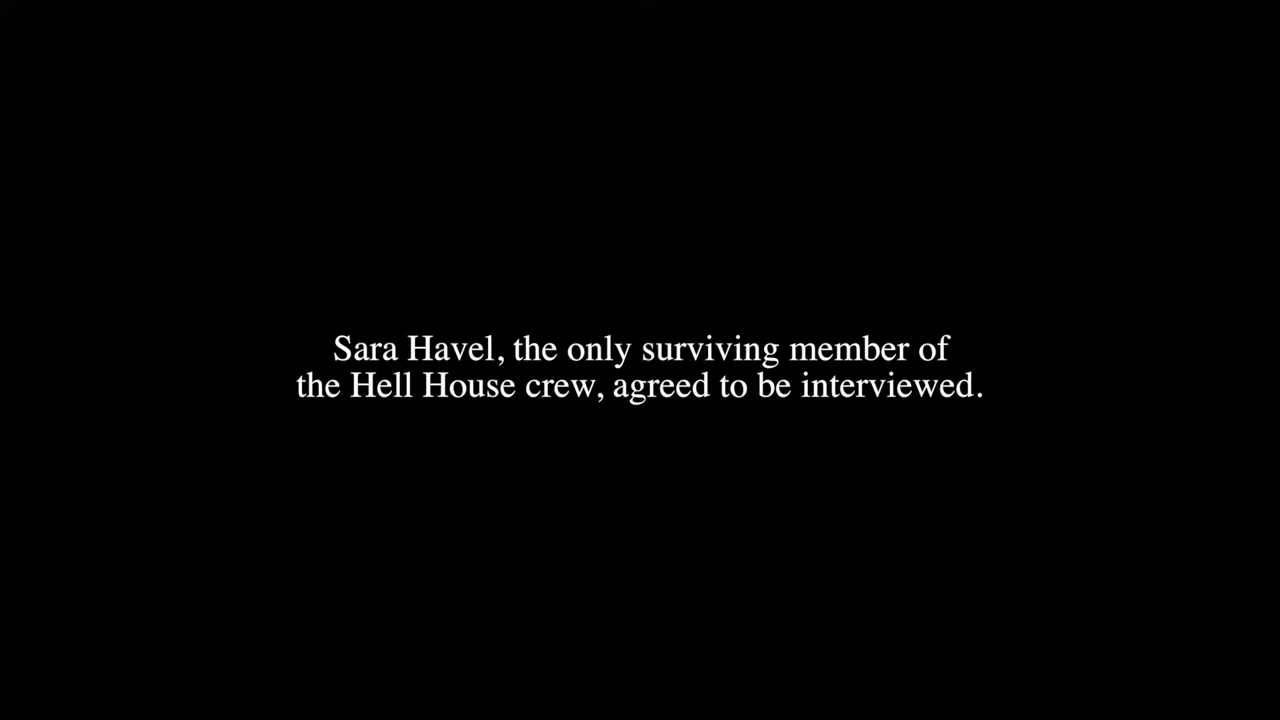 Sara Havel, the only surviving member of
the Hell House crew, agreed to be interviewed.